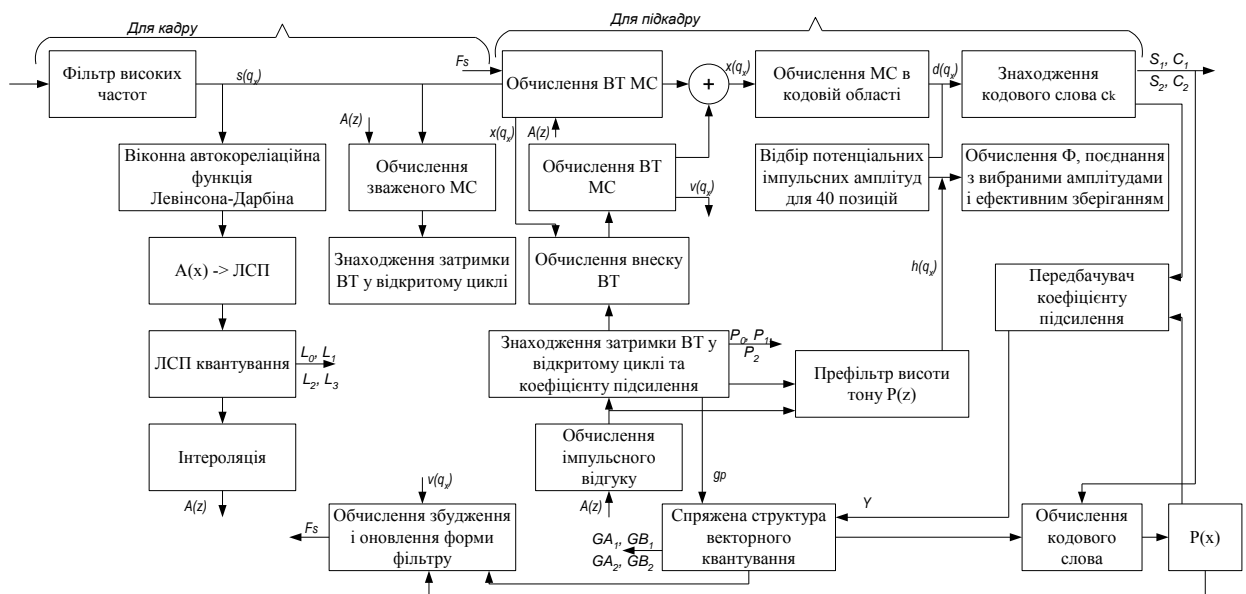 Для кадру
Для підкадру
Фільтр високих
частот
s(qx)
Fs
Обчислення ВТ МС
+
x(qx)
Обчислення МС в
кодовій області
d(qx)
Знаходження
кодового слова ck
S1, C1
S2, C2
A(z)
x(qx)
A(z)
Віконна автокореліаційна
функція
Левінсона-Дарбіна
Обчислення
зваженого МС
Обчислення ВТ
МС
v(qx)
Відбір потенціальних
імпульсних амплітуд
для 40 позицій
Обчислення Ф, поєднання
з вибраними амплітудами
і ефективним зберіганням
A(x) -> ЛСП
Знаходження затримки
ВТ у відкритому циклі
Обчислення внеску
ВТ
h(qx)
Передбачувач
коефіцієнту
підсилення
ЛСП квантування
L0, L1
L2, L3
Знаходження затримки ВТ у
відкритого циклі та
коефіцієнту підсилення
P0, P1
P2
Префільтр висоти
тону P(z)
Інтероляція
A(z)
Обчислення
імпульсного
відгуку
A(z)
gp
v(qx)
Fs
Обчислення збудження
і оновлення форми
фільтру
GA1, GB1
GA2, GB2
Спряжена структура
векторного
квантування
Y
Обчислення
кодового
слова
P(x)